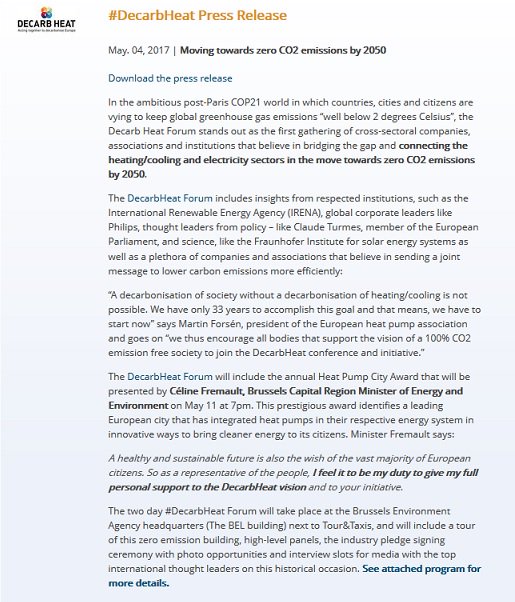 DECARB HEAT
Acting together to decarbonise Europe
#DecarbHeat Press Release
May. 04, 2017 | Moving towards zero CO2 emissions by 2050
Download the press release
In the ambitious post-Paris COP21 world in which countries, cities and citizens are
vying to keep global greenhouse gas emissions “well below 2 degrees Celsius”, the
Decarb Heat Forum stands out as the first gathering of cross-sectoral companies,
associations and institutions that believe in bridging the gap and connecting the
heating/cooling and electricity sectors in the move towards zero CO2 emissions
by 2050.
The DecarbHeat Forum includes insights from respected institutions, such as the
International Renewable Energy Agency (IRENA), global corporate leaders like
Philips, thought leaders from policy – like Claude Turmes, member of the European
Parliament, and science, like the Fraunhofer Institute for solar energy systems as
well as a plethora of companies and associations that believe in sending a joint
message to lower carbon emissions more efficiently:
“A decarbonisation of society without a decarbonisation of heating/cooling is not
possible. We have only 33 years to accomplish this goal and that means, we have to
start now” says Martin Forsén, president of the European heat pump association
and goes on “we thus encourage all bodies that support the vision of a 100% CO2
emission free society to join the DecarbHeat conference and initiative.”
The DecarbHeat Forum will include the annual Heat Pump City Award that will be
presented by Céline Fremault, Brussels Capital Region Minister of Energy and
Environment on May 11 at 7pm. This prestigious award identifies a leading
European city that has integrated heat pumps in their respective energy system in
innovative ways to bring cleaner energy to its citizens. Minister Fremault says:
A healthy and sustainable future is also the wish of the vast majority of European
citizens. So as a representative of the people, I feel it to be my duty to give my full
personal support to the DecarbHeat vision and to your initiative.
The two day #DecarbHeat Forum will take place at the Brussels Environment
Agency headquarters (The BEL building) next to Tour&Taxis, and will include a tour
of this zero emission building, high-level panels, the industry pledge signing
ceremony with photo opportunities and interview slots for media with the top
international thought leaders on this historical occasion. See attached program for
more details.